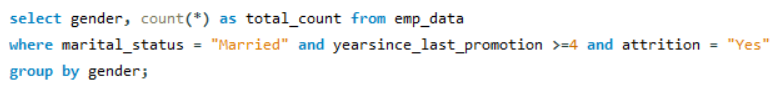 select gender, count(*) as total_count from emp_data
where marital_status = "Married" and yearsince_last_promotion >=4 and attrition = "Yes"
group by gender;